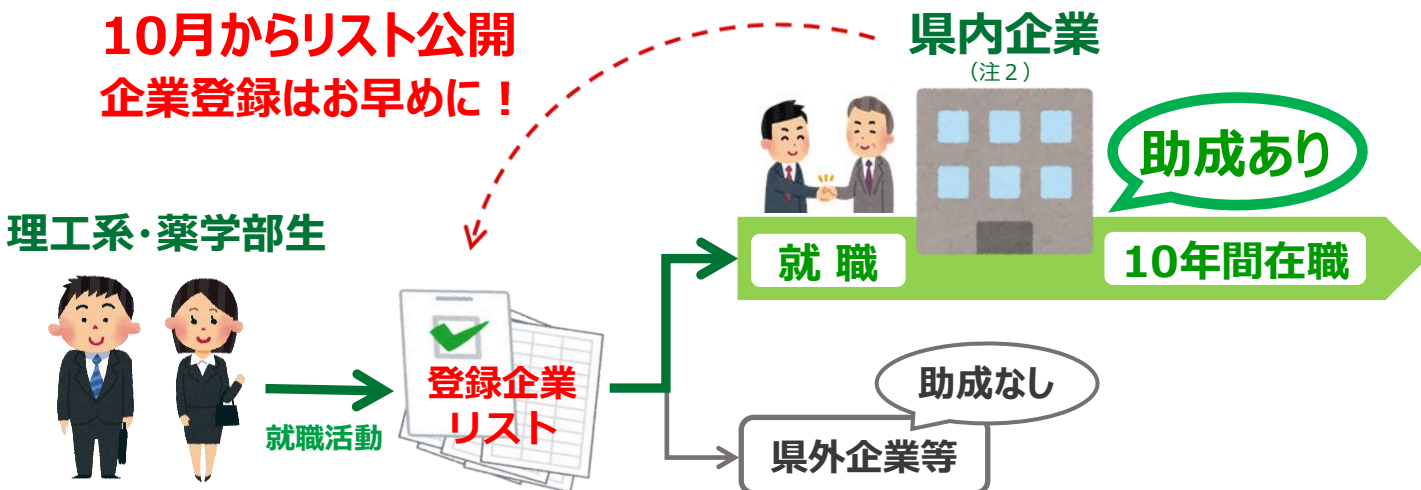 10月からリスト公開
企業登録はお早めに！
県内企業
（注２）
助成あり
理工系・薬学部生
就 職
10年間在職
登録企業
リスト
就職活動
助成なし
県外企業等